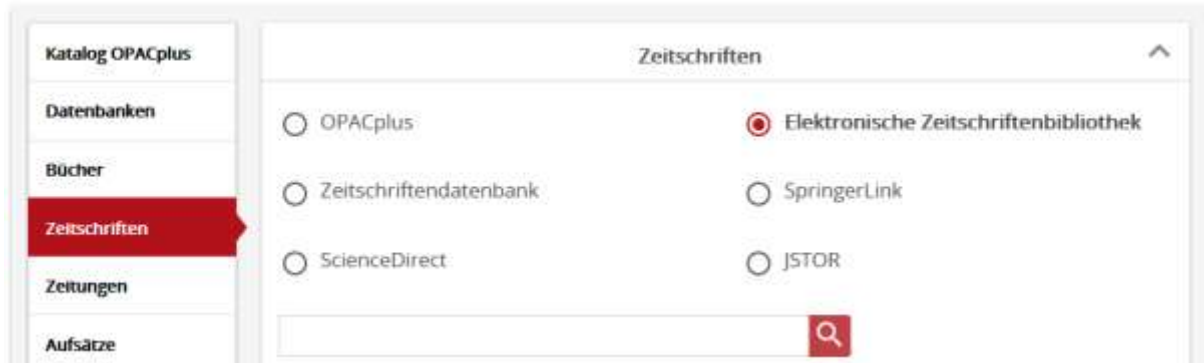 Katalog OPACplus
Datenbanken
Bücher
Zeitschriften
Zeitungen
Aufsätze
Zeitschriften
OPACplus
Elektronische Zeitschriftenbibliothek
Zeitschriftendatenbank
SpringerLink
ScienceDirect
JSTOR